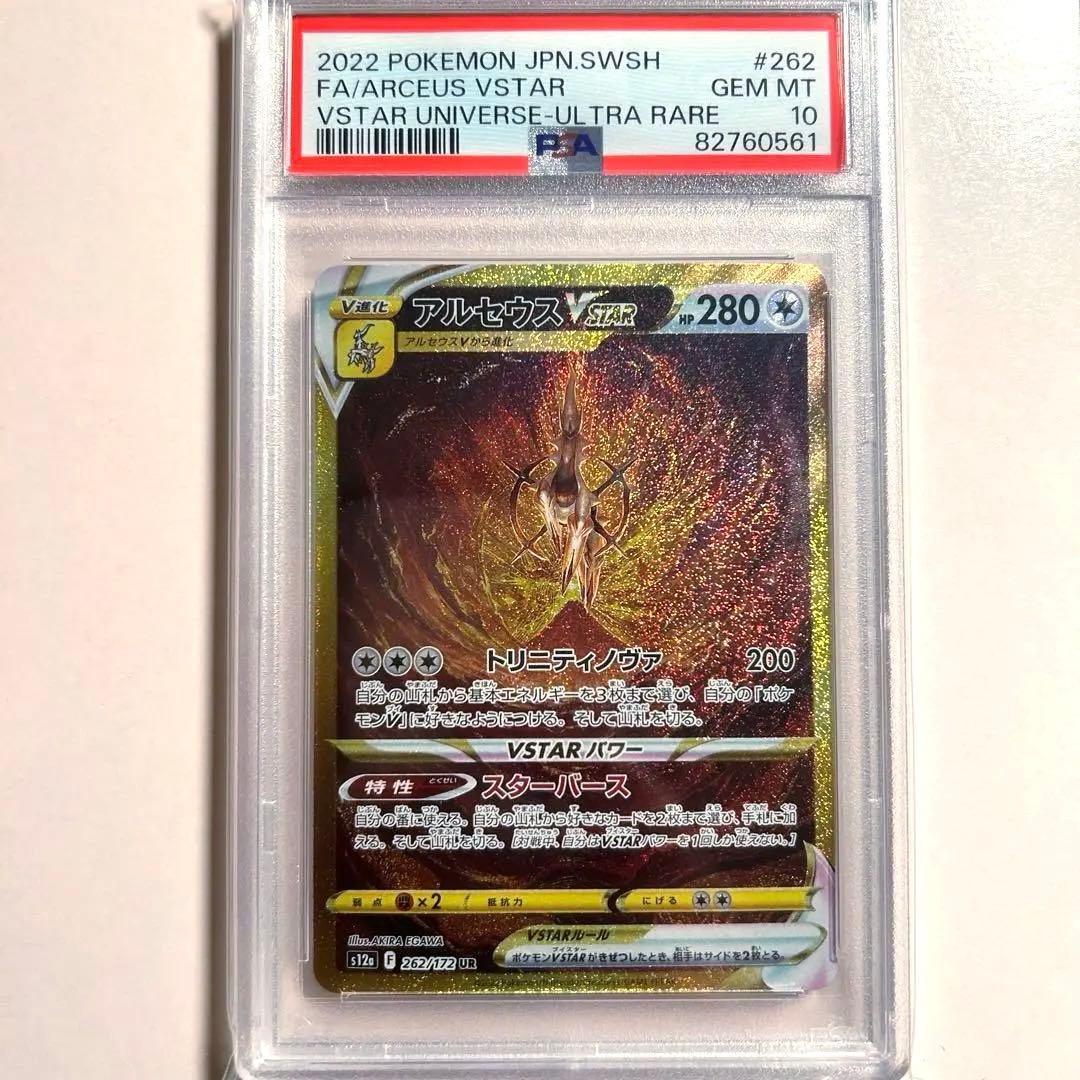 2022 POKEMON JPN.SWSH #262
FA/ARCEUS VSTAR GEM MT
VSTAR UNIVERSE-ULTRA RARE 10
PSA 82760561
V進化 アルセウス VSTAR HP 280
アルセウスVから進化
トリニティノヴァ 200
自分の山札から基本エネルギーを3枚まで選び、自分の「ポケ
モンV」に好きなようにつける。そして山札を切る。
VSTARパワー
特性 とくせい スターバース
自分の番に使える。自分の山札から好きなカードを2枚まで選び、手札に加
える。そして山札を切る。[対戦中、自分はVSTARパワーを1回しか使えない。]
弱点 ×2 抵抗力 にげる
Illus. AKIRA EGAWA
VSTARルール
ポケモンVSTARがきぜつしたとき、相手はサイドを2枚とる。
s12a F 262/172 UR